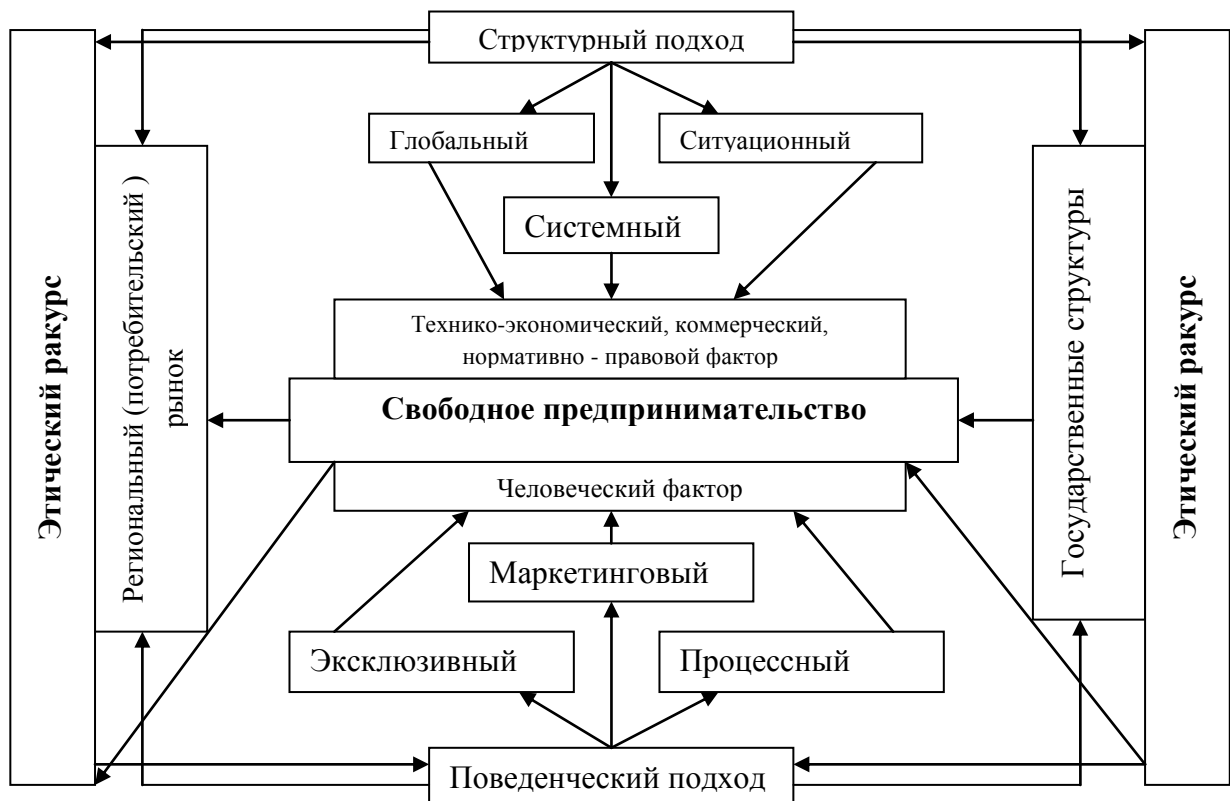 Структурный подход
Глобальный
Ситуационный
Системный
Технико-экономический, коммерческий,
нормативно - правовой фактор
Свободное предпринимательство
Человеческий фактор
Маркетинговый
Эксклюзивный
Процессный
Поведенческий подход
Этический ракурс
Региональный (потребительский )
рынок
Государственные структуры
Этический ракурс